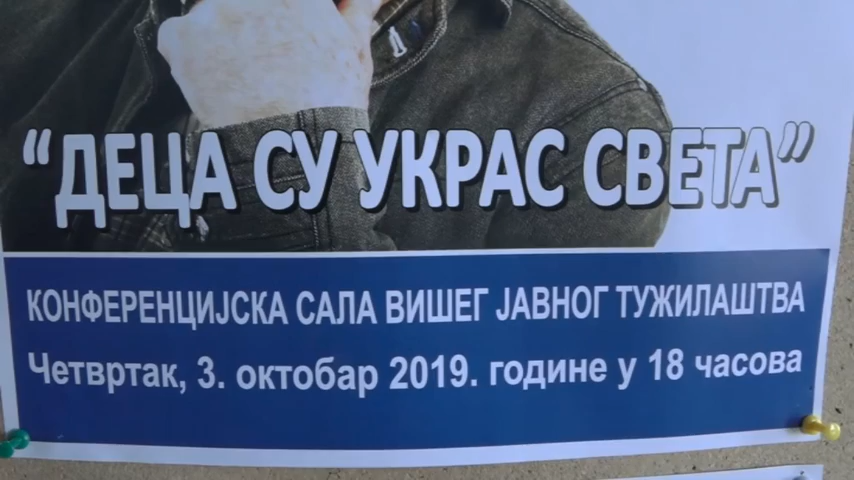 “ДЕЦА СУ УКРАС СВЕТА”
КОНФЕРЕНЦИЈСКА САЛА ВИШЕГ ЈАВНОГ ТУЖИЛАШТВА
Четвртак, 3. октобар 2019. године у 18 часова